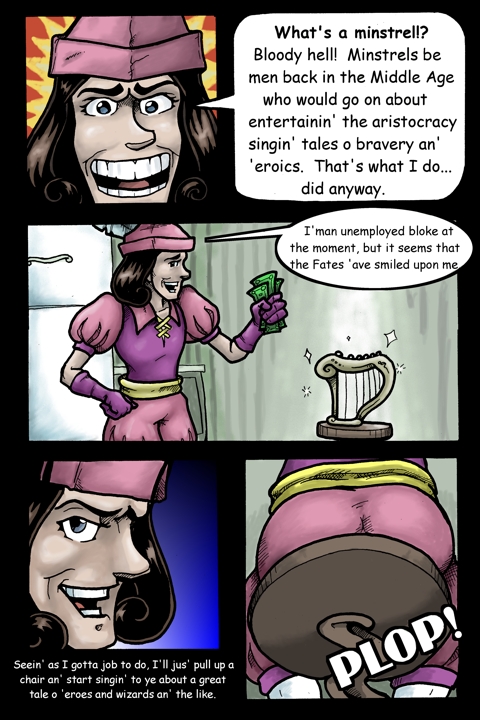 What's a minstrel!?
Bloody hell! Minstrels be
men back in the Middle Age
who would go on about
entertainin' the aristocracy
singin' tales o bravery an'
'eroics. That's what I do...
did anyway.
I'man unemployed bloke at
the moment, but it seems that
the Fates 'ave smiled upon me
Seein' as I gotta job to do, I'll jus' pull up a
chair an' start singin' to ye about a great
tale o 'eroes and wizards an' the like.
PLOP!